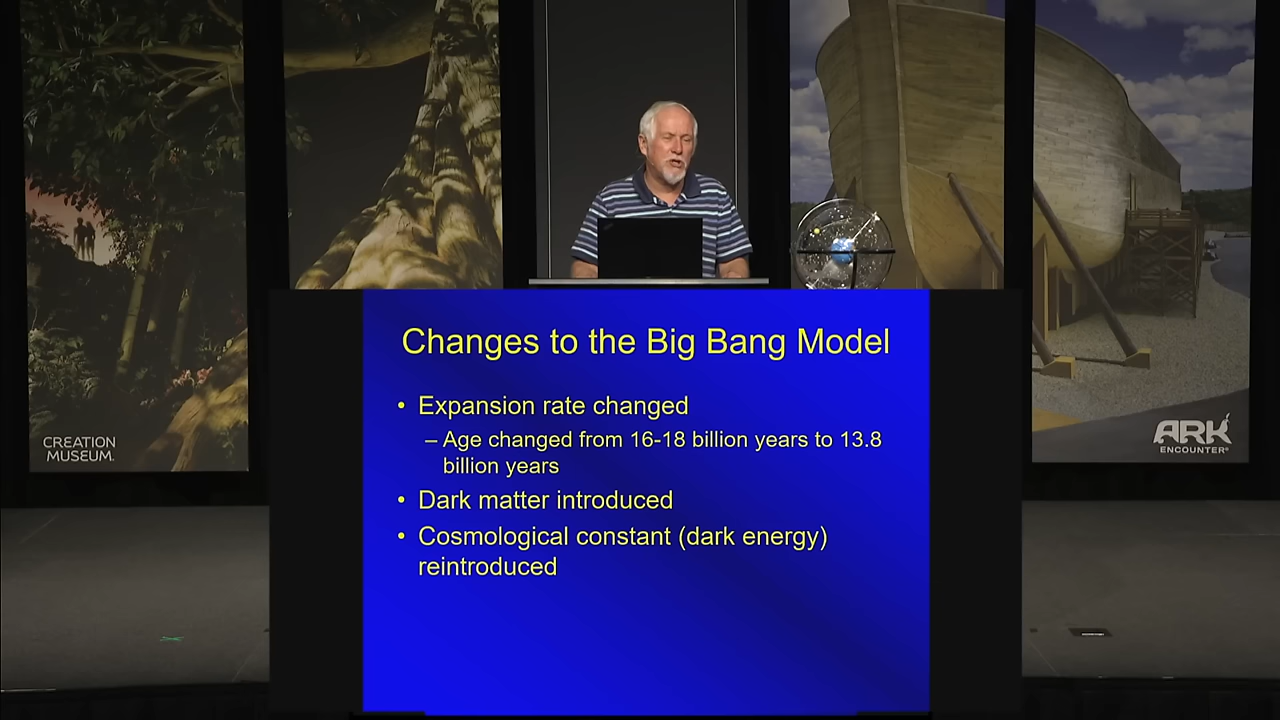 Changes to the Big Bang Model
• Expansion rate changed
– Age changed from 16-18 billion years to 13.8
billion years
• Dark matter introduced
• Cosmological constant (dark energy)
reintroduced
CREATION
MUSEUM.
ARK
ENCOUNTER®